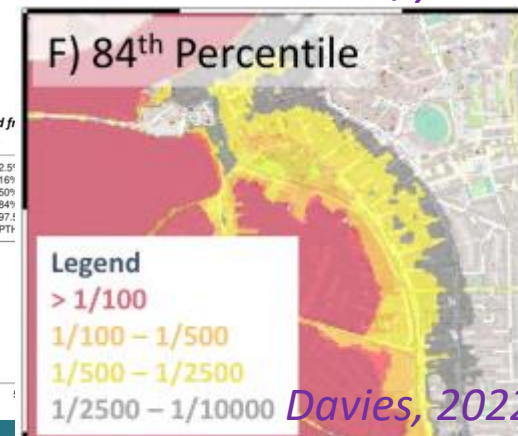 F) 84th Percentile
Legend
> 1/100
1/100 – 1/500
1/500 – 1/2500
1/2500 – 1/10000
Davies, 2022